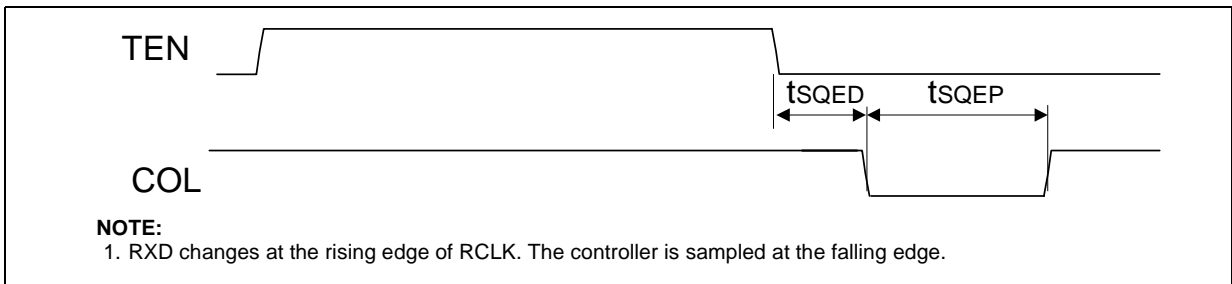 TEN
tSQED
tSQEP
COL
NOTE:
1. RXD changes at the rising edge of RCLK. The controller is sampled at the falling edge.